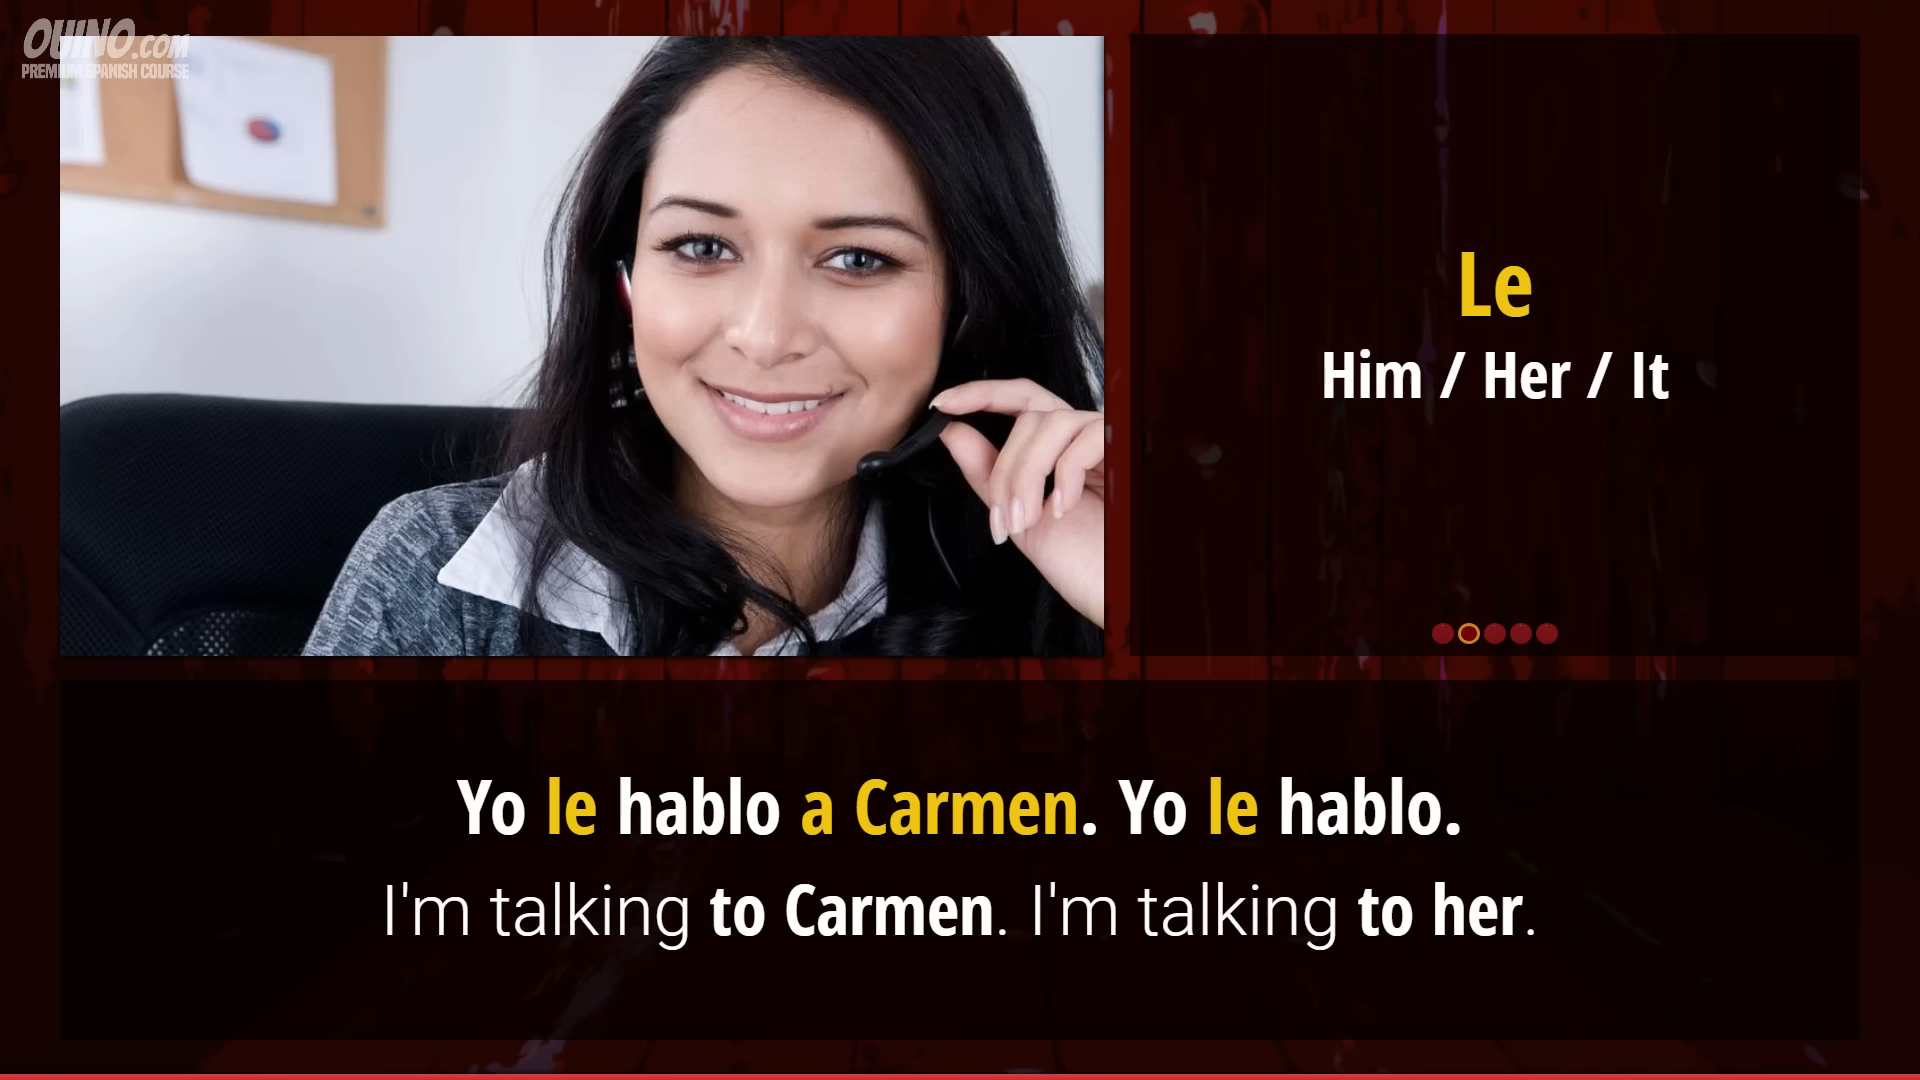 OUINO.COM
PREMIUM SPANISH COURSE
Le
Him / Her / It
Yo le hablo a Carmen. Yo le hablo.
I'm talking to Carmen. I'm talking to her.